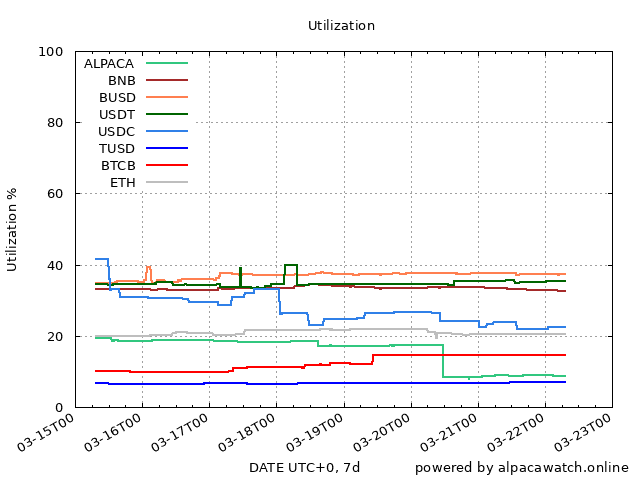 Utilization
100
80
60
40
20
0
Utilization %
ALPACA
BNB
BUSD
USDT
USDC
TUSD
BTCB
ETH
03-15T00
03-16T00
03-17T00
03-18T00
03-19T00
03-20T00
03-21T00
03-22T00
03-23T00
DATE UTC+0, 7d
powered by alpacawatch.online